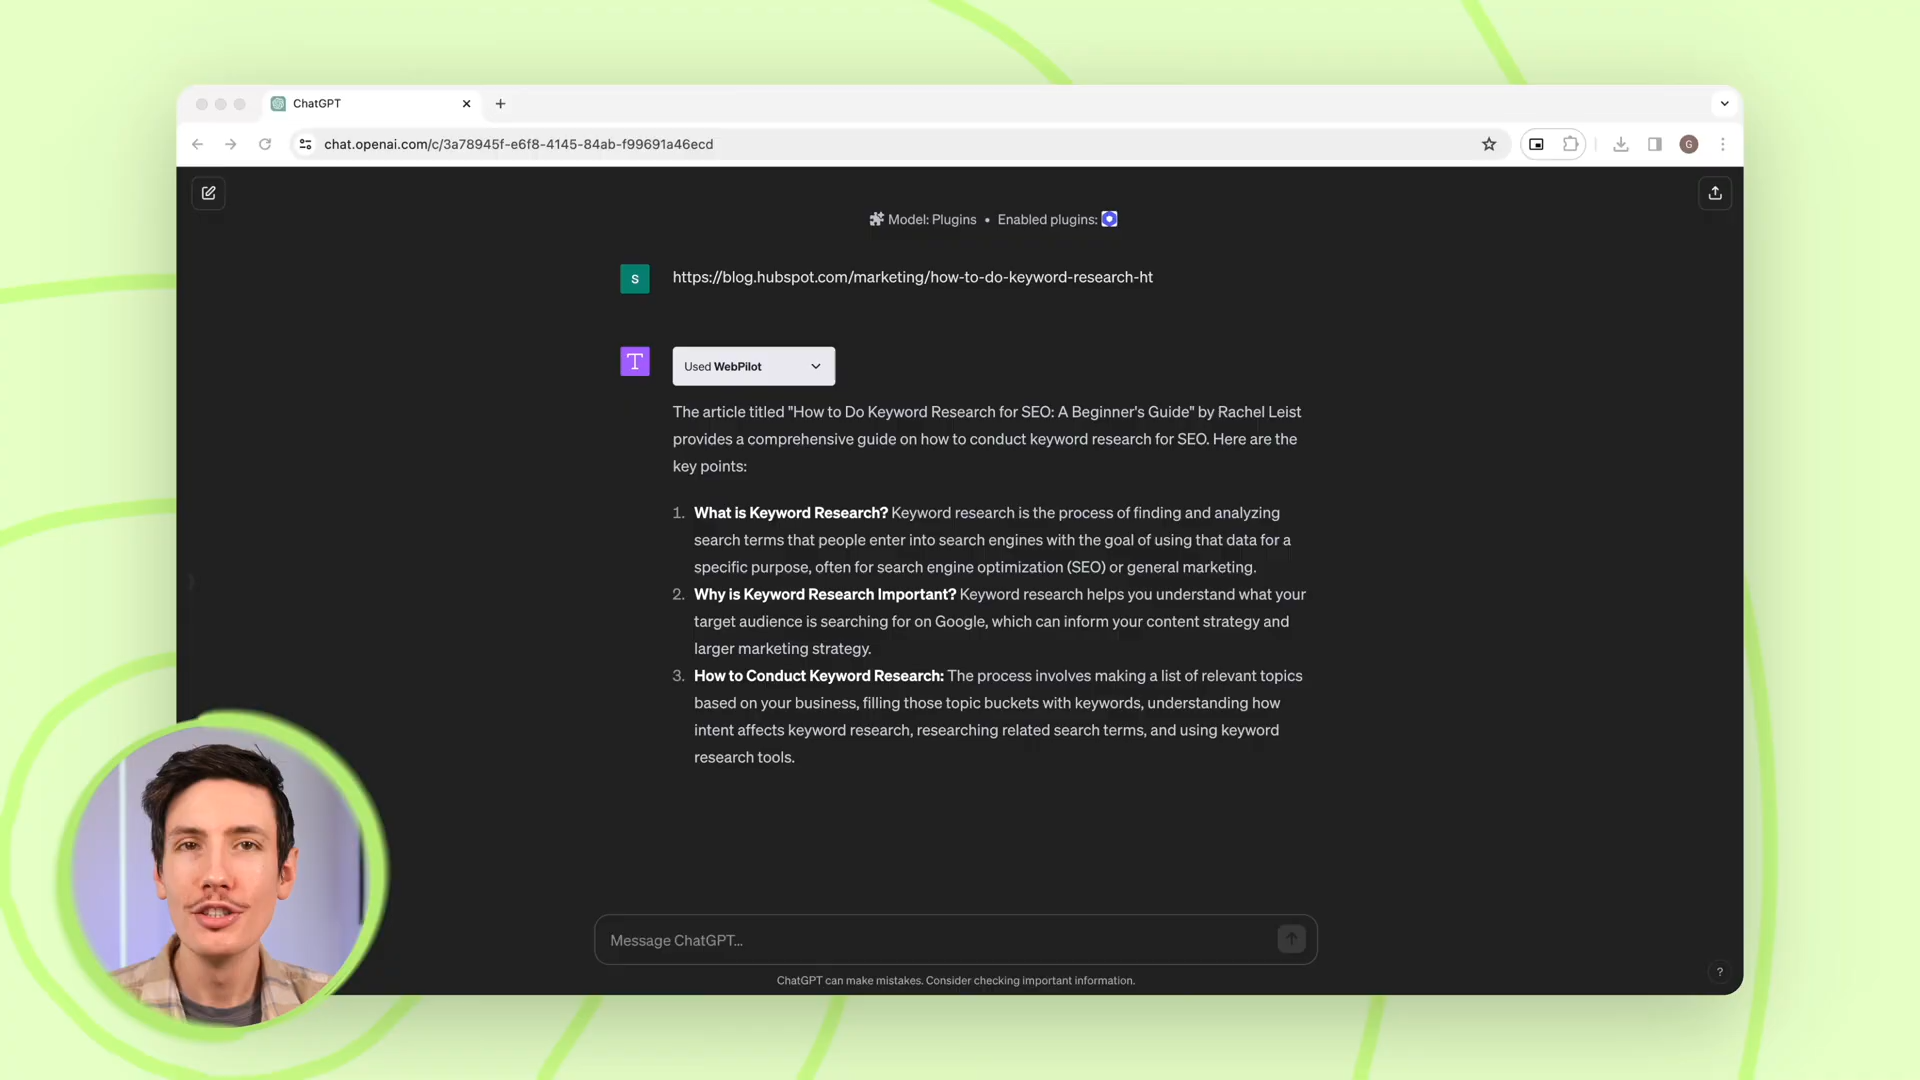 ChatGPT
chat.openai.com/c/3a78945f-e6f8-4145-84ab-f99691a46ecd
G
Model: Plugins • Enabled plugins:
S
https://blog.hubspot.com/marketing/how-to-do-keyword-research-ht
T
Used WebPilot
The article titled "How to Do Keyword Research for SEO: A Beginner's Guide" by Rachel Leist
provides a comprehensive guide on how to conduct keyword research for SEO. Here are the
key points:
1. What is Keyword Research? Keyword research is the process of finding and analyzing
search terms that people enter into search engines with the goal of using that data for a
specific purpose, often for search engine optimization (SEO) or general marketing.
2. Why is Keyword Research Important? Keyword research helps you understand what your
target audience is searching for on Google, which can inform your content strategy and
larger marketing strategy.
3. How to Conduct Keyword Research: The process involves making a list of relevant topics
based on your business, filling those topic buckets with keywords, understanding how
intent affects keyword research, researching related search terms, and using keyword
research tools.
Message ChatGPT...
ChatGPT can make mistakes. Consider checking important information.
?